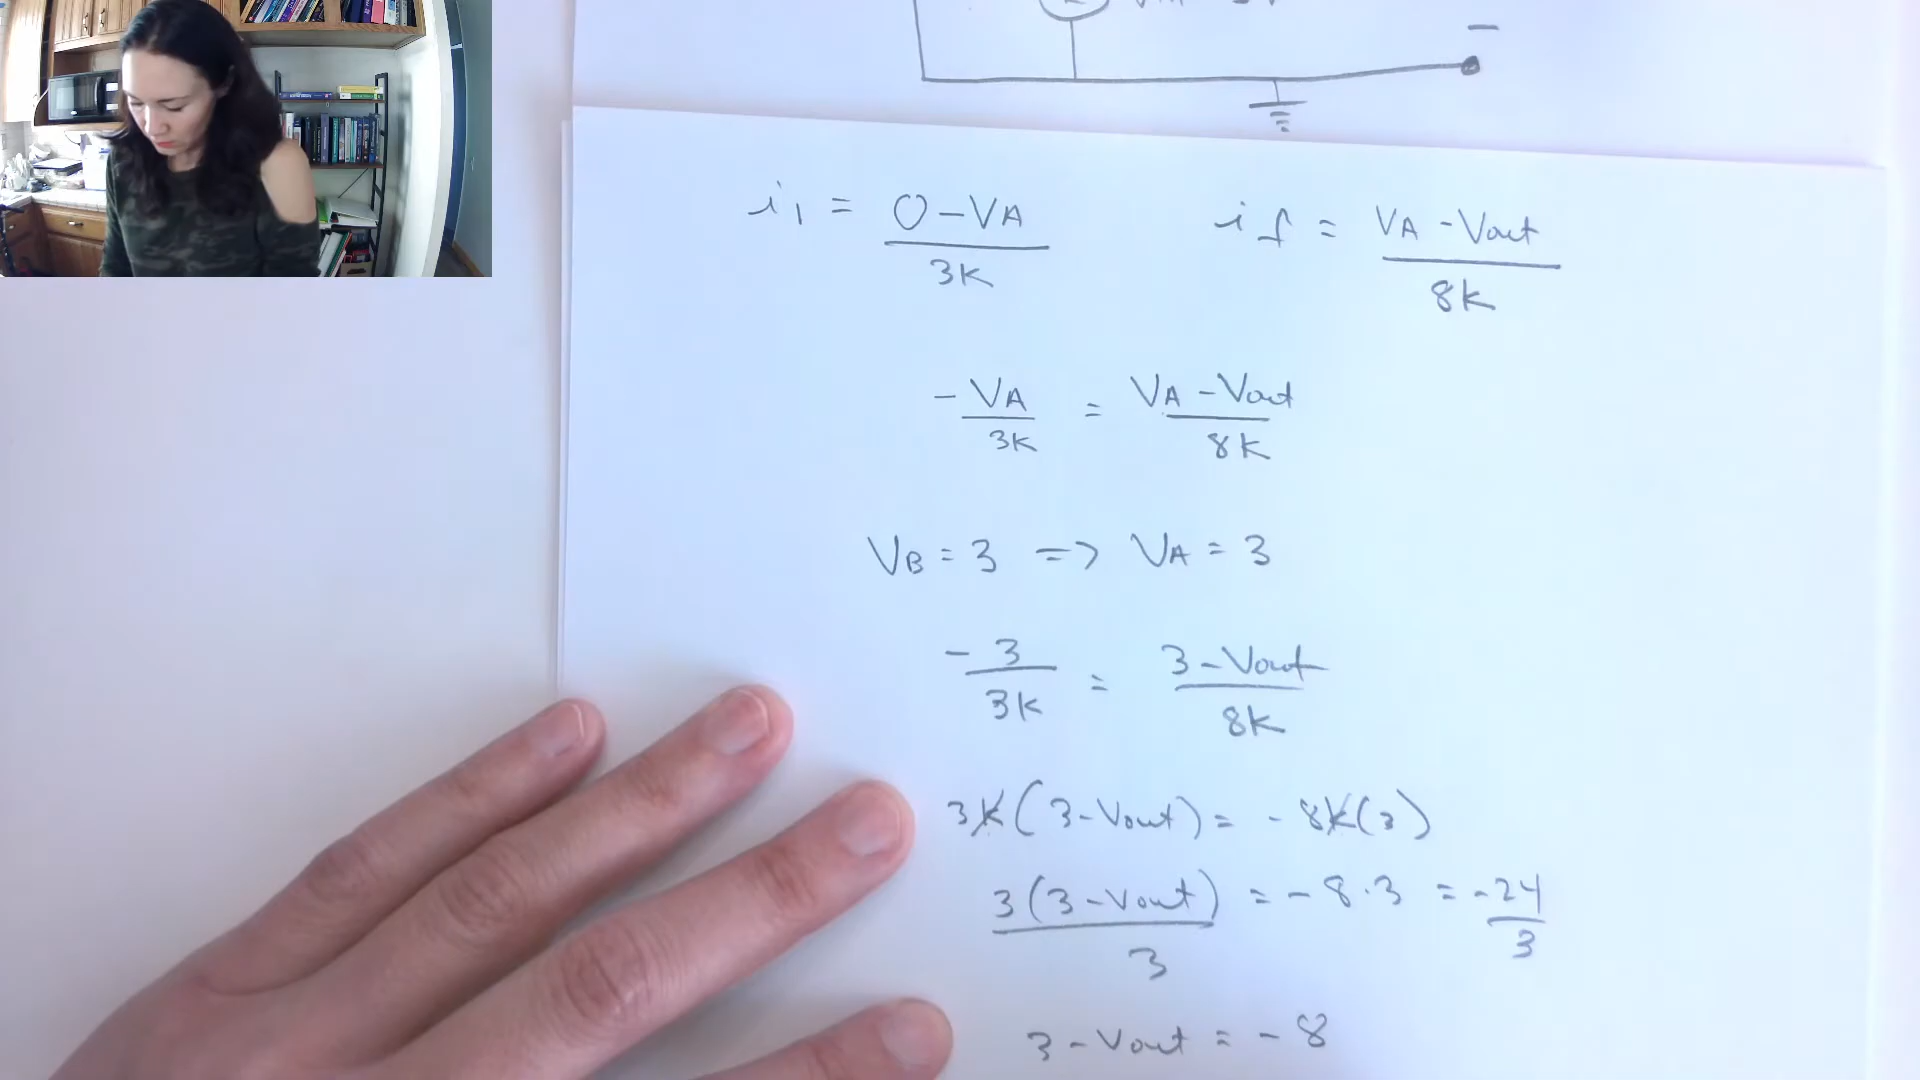 i₁ = (0 - VA)/3K    if = (VA - Vout)/8K
- VA/3K = (VA - Vout)/8K
VB = 3 => VA = 3
- 3/3K = (3 - Vout)/8K
3K(3 - Vout) = - 8K(3)
3(3 - Vout)/3 = - 8·3 = -24/3
3 - Vout = - 8